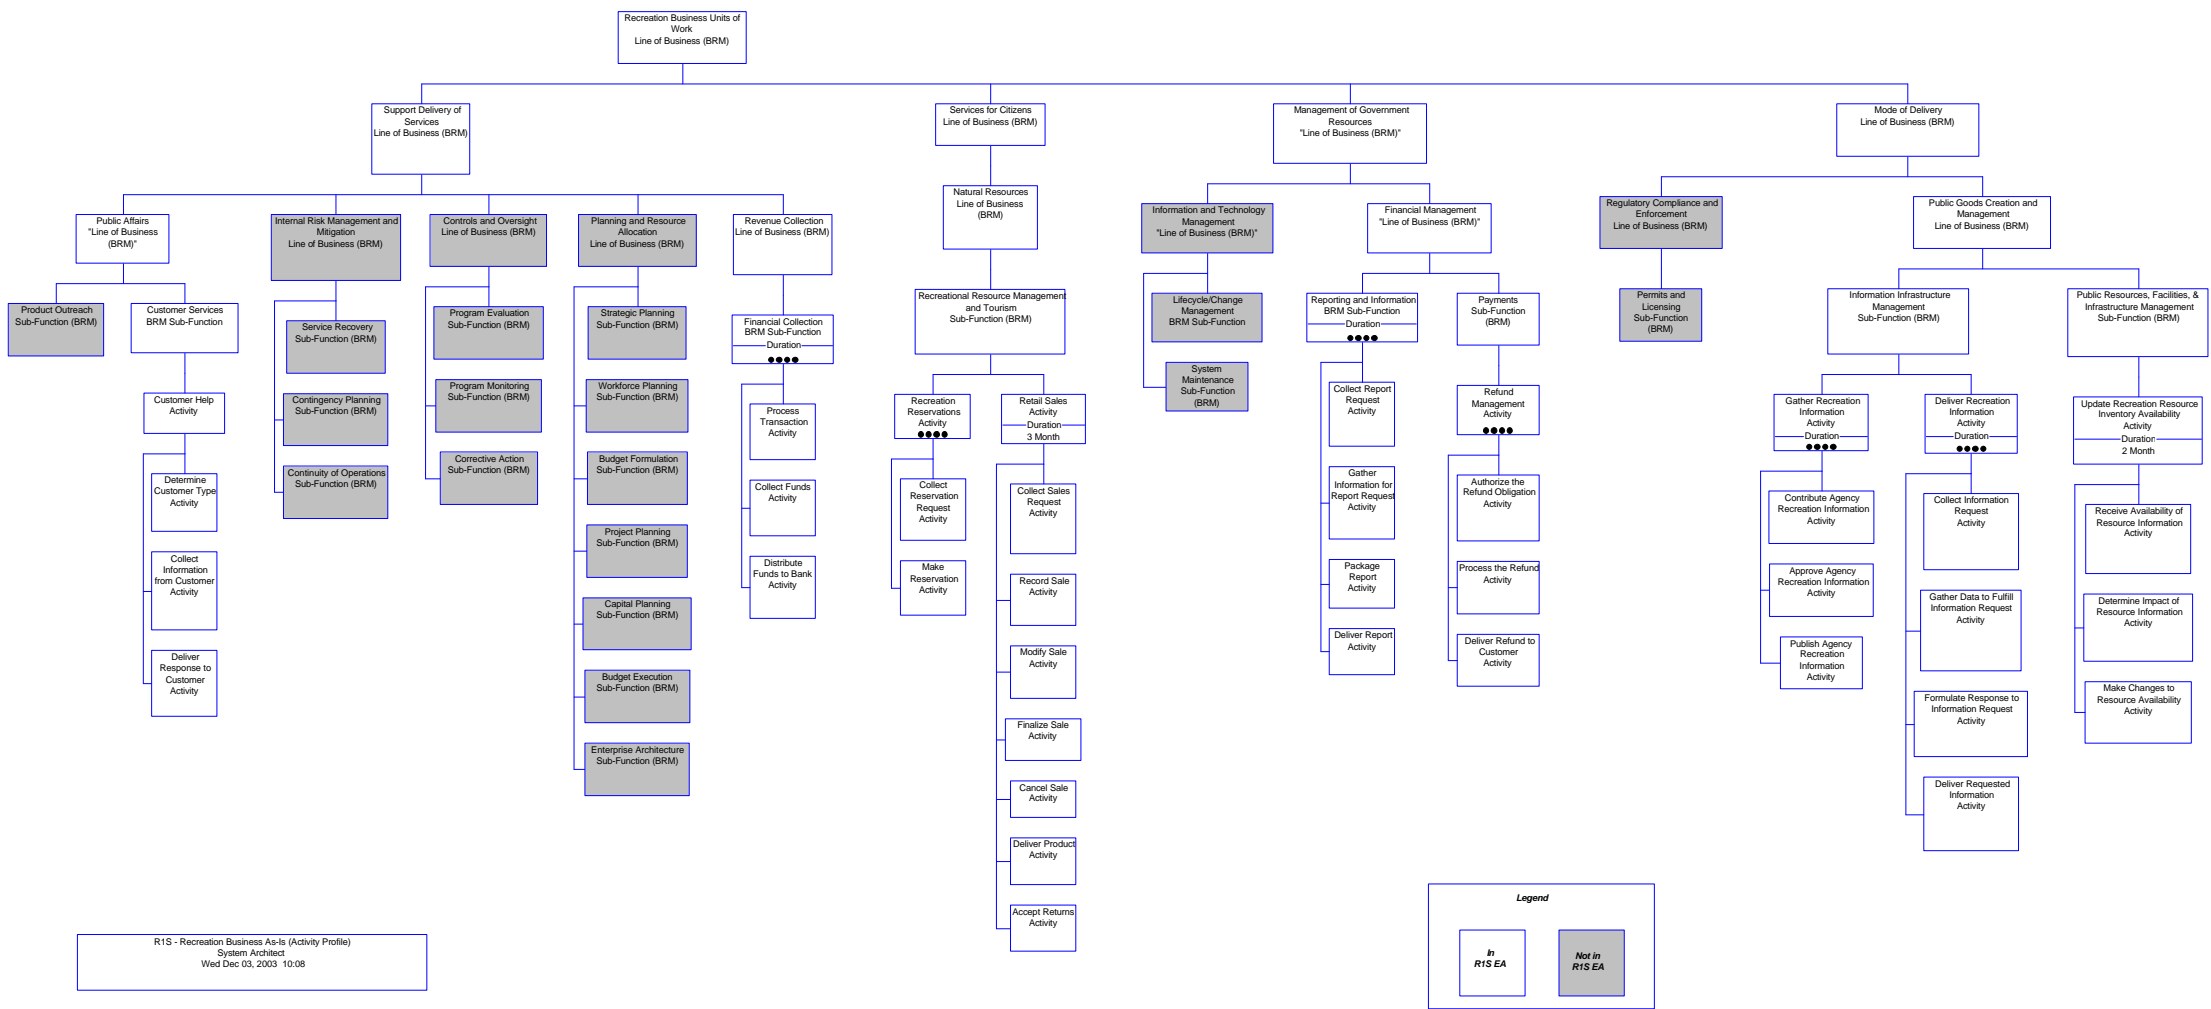 Recreation Business Units of
Work
Line of Business (BRM)
Support Delivery of
Services
Line of Business (BRM)
Services for Citizens
Line of Business (BRM)
Management of Government
Resources
"Line of Business (BRM)"
Mode of Delivery
Line of Business (BRM)
Public Affairs
"Line of Business
(BRM)"
Internal Risk Management and
Mitigation
Line of Business (BRM)
Controls and Oversight
Line of Business (BRM)
Planning and Resource
Allocation
Line of Business (BRM)
Revenue Collection
Line of Business (BRM)
Natural Resources
Line of Business
(BRM)
Information and Technology
Management
"Line of Business (BRM)"
Financial Management
"Line of Business (BRM)"
Regulatory Compliance and
Enforcement
Line of Business (BRM)
Public Goods Creation and
Management
Line of Business (BRM)
Product Outreach
Sub-Function (BRM)
Customer Services
BRM Sub-Function
Customer Help
Activity
Determine
Customer Type
Activity
Collect
Information
from Customer
Activity
Deliver
Response to
Customer
Activity
Service Recovery
Sub-Function (BRM)
Contingency Planning
Sub-Function (BRM)
Continuity of Operations
Sub-Function (BRM)
Program Evaluation
Sub-Function (BRM)
Program Monitoring
Sub-Function (BRM)
Corrective Action
Sub-Function (BRM)
Strategic Planning
Sub-Function (BRM)
Workforce Planning
Sub-Function (BRM)
Budget Formulation
Sub-Function (BRM)
Project Planning
Sub-Function (BRM)
Capital Planning
Sub-Function (BRM)
Budget Execution
Sub-Function (BRM)
Enterprise Architecture
Sub-Function (BRM)
Financial Collection
BRM Sub-Function
Duration
Process
Transaction
Activity
Collect Funds
Activity
Distribute
Funds to Bank
Activity
Recreational Resource Management
and Tourism
Sub-Function (BRM)
Recreation
Reservations
Activity
Collect
Reservation
Request
Activity
Make
Reservation
Activity
Retail Sales
Activity
Duration
3 Month
Collect Sales
Request
Activity
Record Sale
Activity
Modify Sale
Activity
Finalize Sale
Activity
Cancel Sale
Activity
Deliver Product
Activity
Accept Returns
Activity
Lifecycle/Change
Management
BRM Sub-Function
System
Maintenance
Sub-Function
(BRM)
Reporting and Information
BRM Sub-Function
Duration
Collect Report
Request
Activity
Gather
Information for
Report Request
Activity
Package
Report
Activity
Deliver Report
Activity
Payments
Sub-Function
(BRM)
Refund
Management
Activity
Authorize the
Refund Obligation
Activity
Process the Refund
Activity
Deliver Refund to
Customer
Activity
Permits and
Licensing
Sub-Function
(BRM)
Information Infrastructure
Management
Sub-Function (BRM)
Gather Recreation
Information
Activity
Duration
Contribute Agency
Recreation Information
Activity
Approve Agency
Recreation Information
Activity
Publish Agency
Recreation
Information
Activity
Deliver Recreation
Information
Activity
Duration
Collect Information
Request
Activity
Gather Data to Fulfill
Information Request
Activity
Formulate Response to
Information Request
Activity
Deliver Requested
Information
Activity
Public Resources, Facilities, &
Infrastructure Management
Sub-Function (BRM)
Update Recreation Resource
Inventory Availability
Activity
Duration
2 Month
Receive Availability of
Resource Information
Activity
Determine Impact of
Resource Information
Activity
Make Changes to
Resource Availability
Activity
Legend
In
R1S EA
Not in
R1S EA
R1S - Recreation Business As-Is (Activity Profile)
System Architect
Wed Dec 03, 2003 10:08